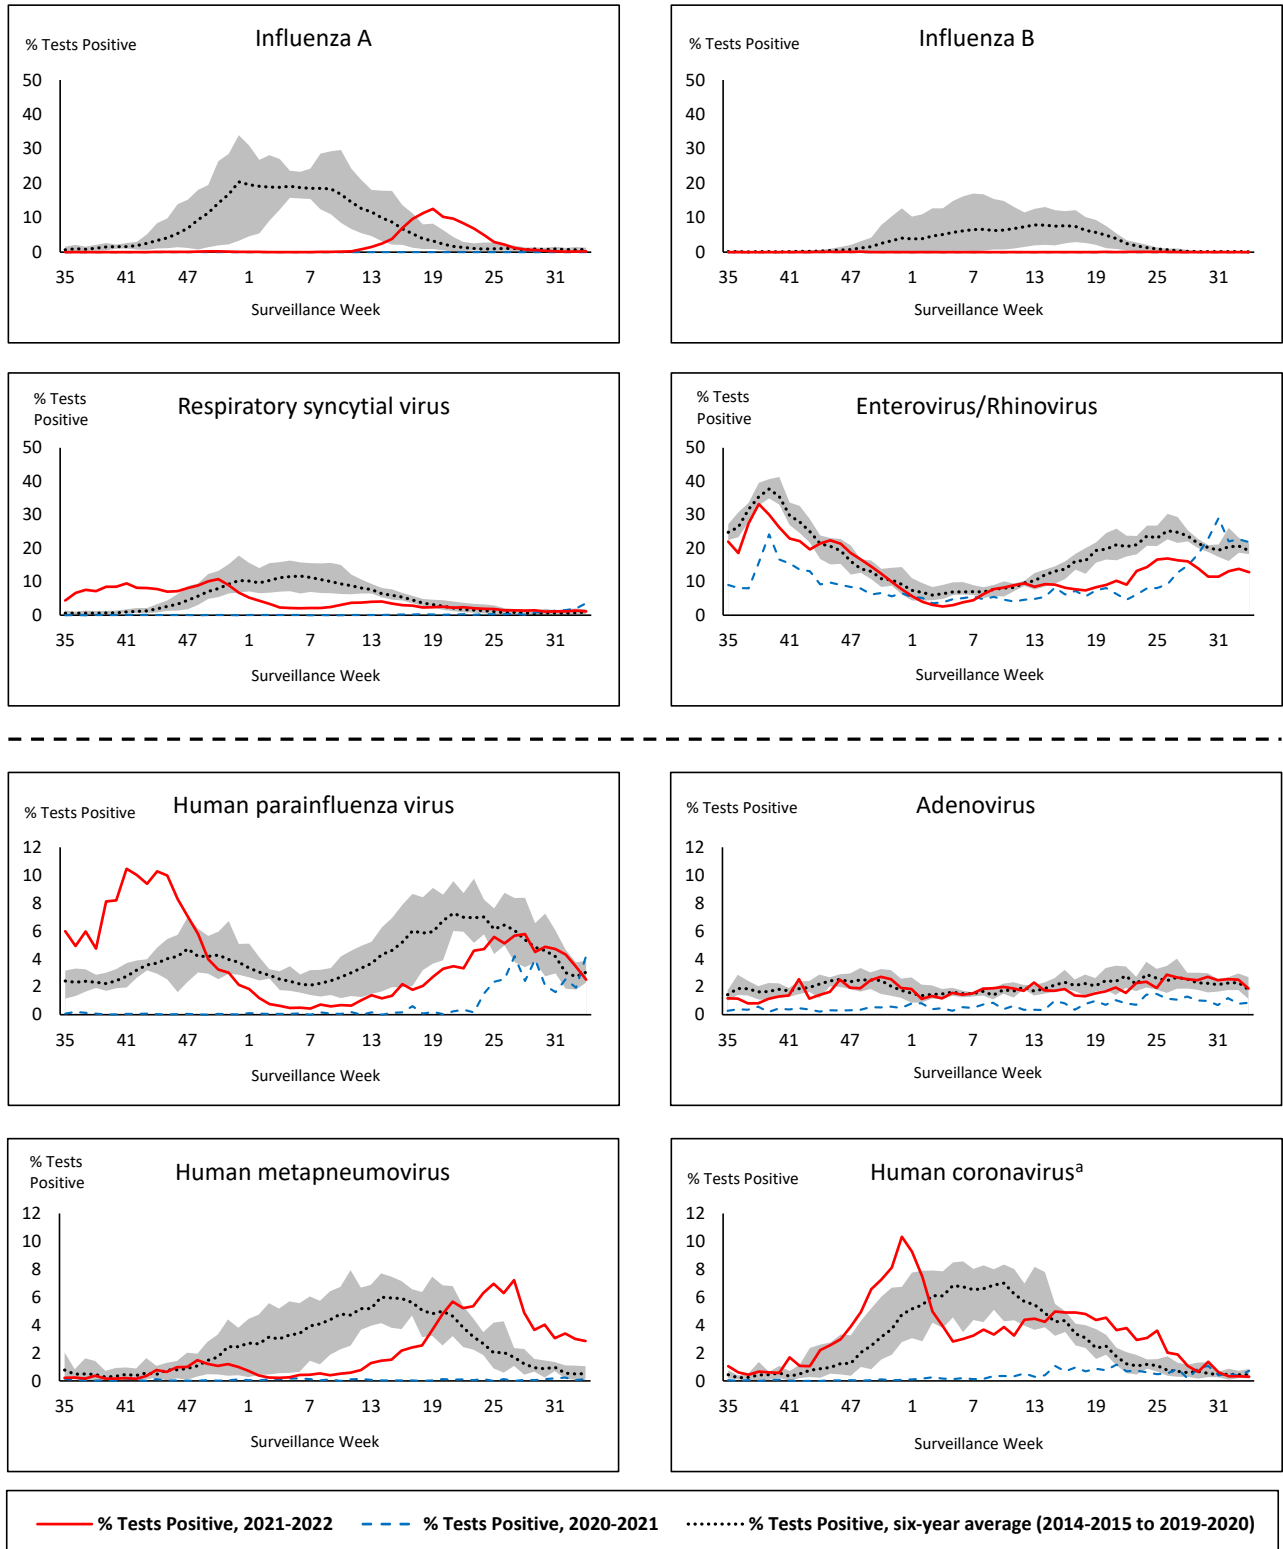 Influenza A
% Tests Positive
50
40
30
20
10
0
35 41 47 1 7 13 19 25 31
Surveillance Week
Influenza B
% Tests Positive
50
40
30
20
10
0
35 41 47 1 7 13 19 25 31
Surveillance Week
Respiratory syncytial virus
% Tests
Positive
50
40
30
20
10
0
35 41 47 1 7 13 19 25 31
Surveillance Week
Enterovirus/Rhinovirus
% Tests
Positive
50
40
30
20
10
0
35 41 47 1 7 13 19 25 31
Surveillance Week
Human parainfluenza virus
% Tests Positive
12
10
8
6
4
2
0
35 41 47 1 7 13 19 25 31
Surveillance Week
Adenovirus
% Tests Positive
12
10
8
6
4
2
0
35 41 47 1 7 13 19 25 31
Surveillance Week
Human metapneumovirus
% Tests
Positive
12
10
8
6
4
2
0
35 41 47 1 7 13 19 25 31
Surveillance Week
Human coronavirusᵃ
% Tests Positive
12
10
8
6
4
2
0
35 41 47 1 7 13 19 25 31
Surveillance Week
% Tests Positive, 2021-2022 % Tests Positive, 2020-2021 % Tests Positive, six-year average (2014-2015 to 2019-2020)